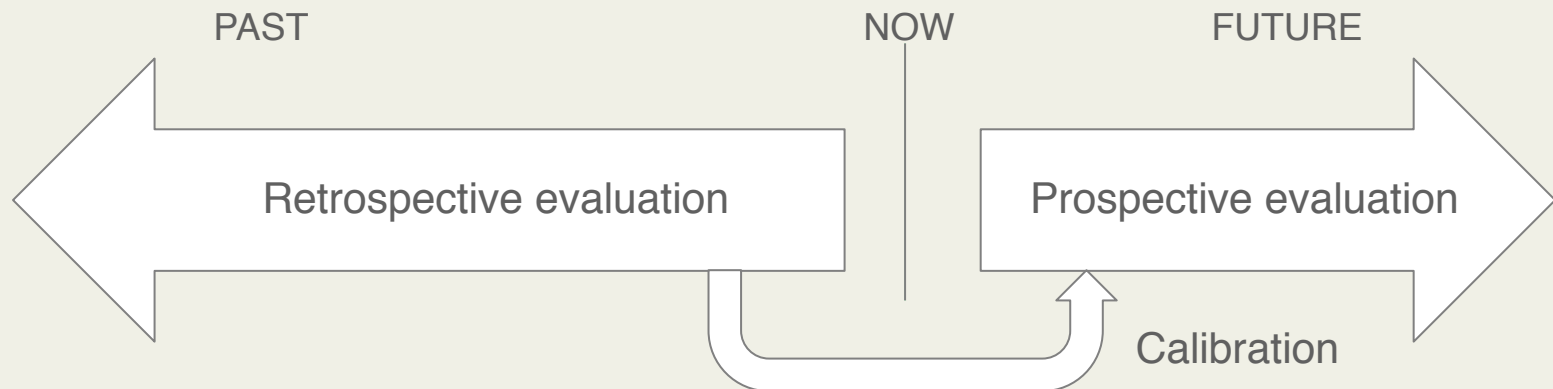 PAST
NOW
FUTURE
Retrospective evaluation
Prospective evaluation
Calibration